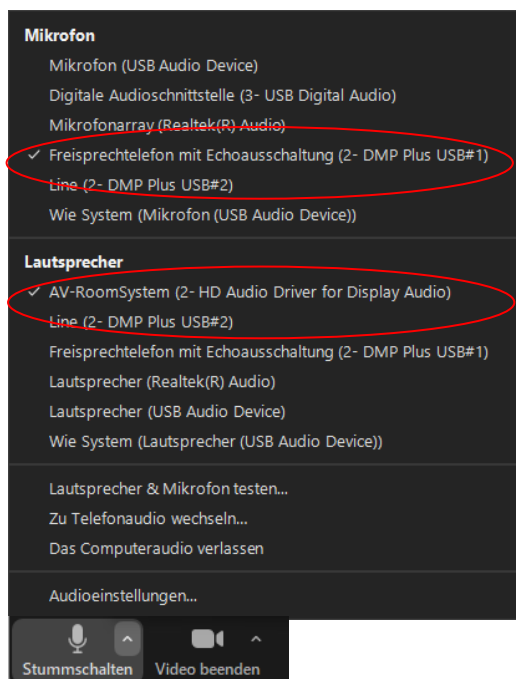 Mikrofon
Mikrofon (USB Audio Device)
Digitale Audioschnittstelle (3- USB Digital Audio)
Mikrofonarray (Realtek(R) Audio)
✓ Freisprechtelefon mit Echoausschaltung (2- DMP Plus USB#1)
Line (2- DMP Plus USB#2)
Wie System (Mikrofon (USB Audio Device))
Lautsprecher
✓ AV-RoomSystem (2- HD Audio Driver for Display Audio)
Line (2- DMP Plus USB#2)
Freisprechtelefon mit Echoausschaltung (2- DMP Plus USB#1)
Lautsprecher (Realtek(R) Audio)
Lautsprecher (USB Audio Device)
Wie System (Lautsprecher (USB Audio Device))
Lautsprecher & Mikrofon testen...
Zu Telefonaudio wechseln...
Das Computeraudio verlassen
Audioeinstellungen...
Stummschalten Video beenden